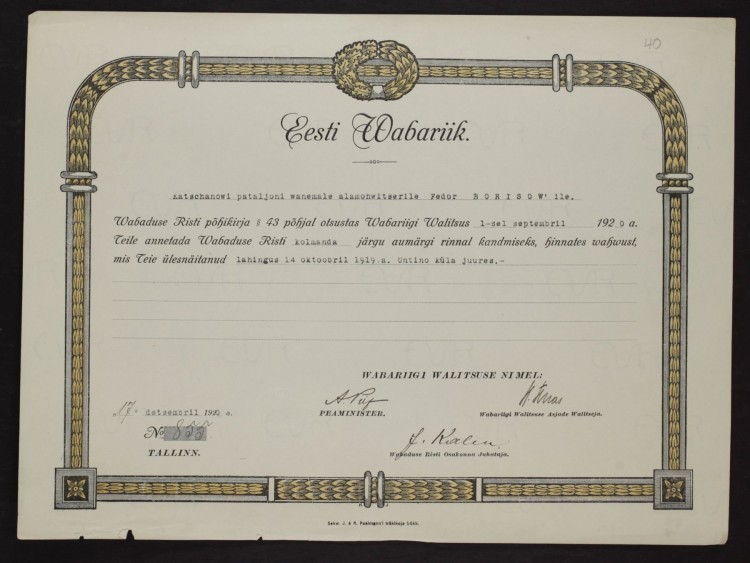 40
Eesti Wabariik.
Katschanowi pataljoni wanemale alamohwitserile Fedor BORISOW'ile.
Wabaduse Risti põhikirja § 43 põhjal otsustas Wabariigi Walitsus 1-sel septembril 1920 a.
Teile annetada Wabaduse Risti kolmanda järgu aumärgi rinnal kandmiseks, hinnates wahwust,
mis Teie ülesnäitanud lahingus 14 oktoobril 1919 a. Untino küla juures.-
WABARIIGI WALITSUSE NIMEL:
17. detsembril 1920 a.
PEAMINISTER.
Wabariigi Walitsuse Asjade Walitseja.
No 855
TALLINN.
Wabaduse Risti Osakonna Juhataja.